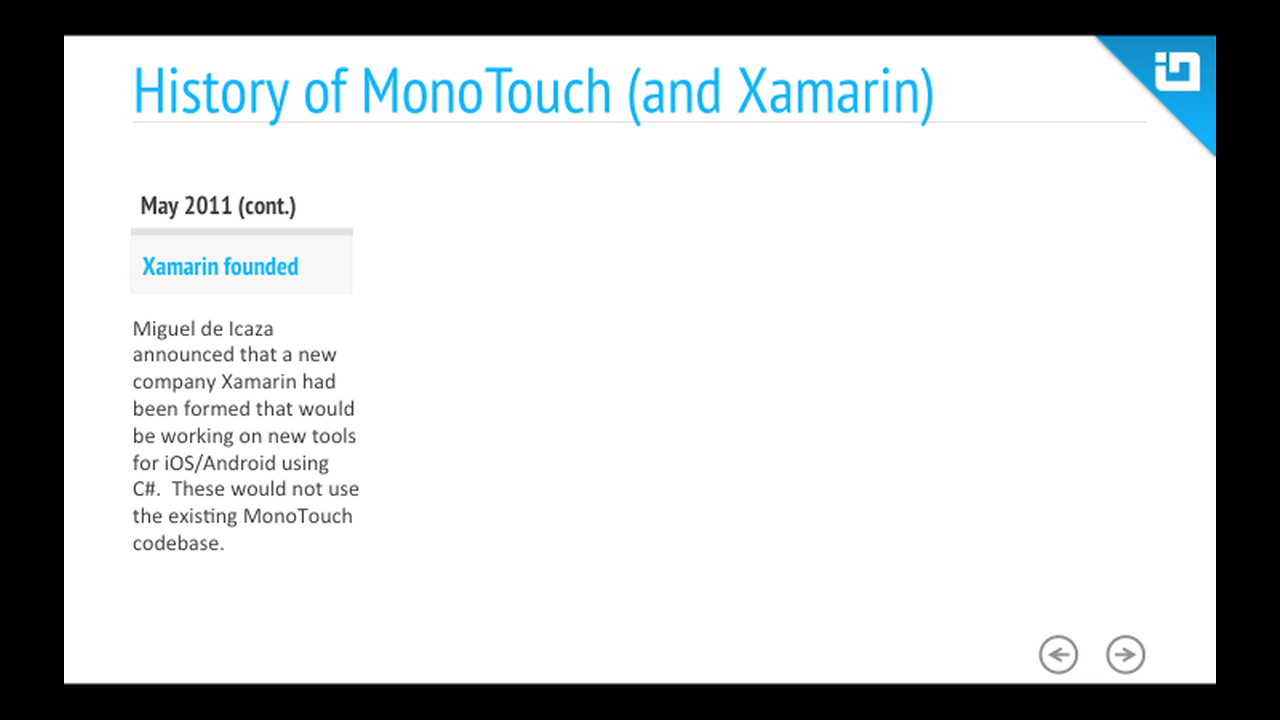 History of MonoTouch (and Xamarin)
May 2011 (cont.)
Xamarin founded
Miguel de Icaza
announced that a new
company Xamarin had
been formed that would
be working on new tools
for iOS/Android using
C#.  These would not use
the existing MonoTouch
codebase.